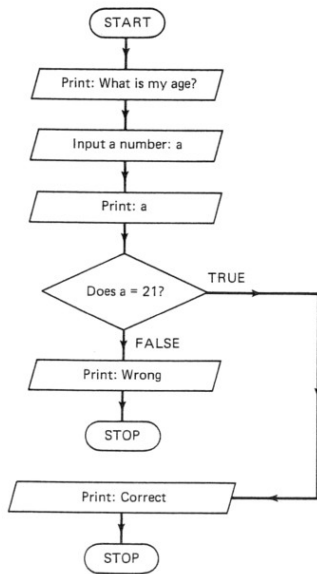 START
Print: What is my age?
Input a number: a
Print: a
Does a = 21?
TRUE
FALSE
Print: Wrong
STOP
Print: Correct
STOP